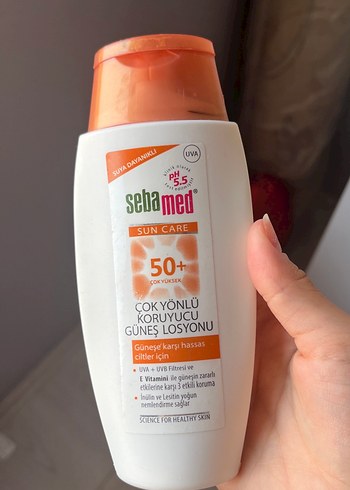 SUYA DAYANIKLI
UVA
pH
5.5
sebamed®
SUN CARE
50+
ÇOK YÜKSEK
ÇOK YÖNLÜ
KORUYUCU
GÜNEŞ LOSYONU
Güneşe karşı hassas
ciltler için
• UVA + UVB Filtresi ve
E Vitamini ile güneşin zararlı
etkilerine karşı 3 etkili koruma
• İnülin ve Lesitin yoğun
nemlendirme sağlar
SCIENCE FOR HEALTHY SKIN